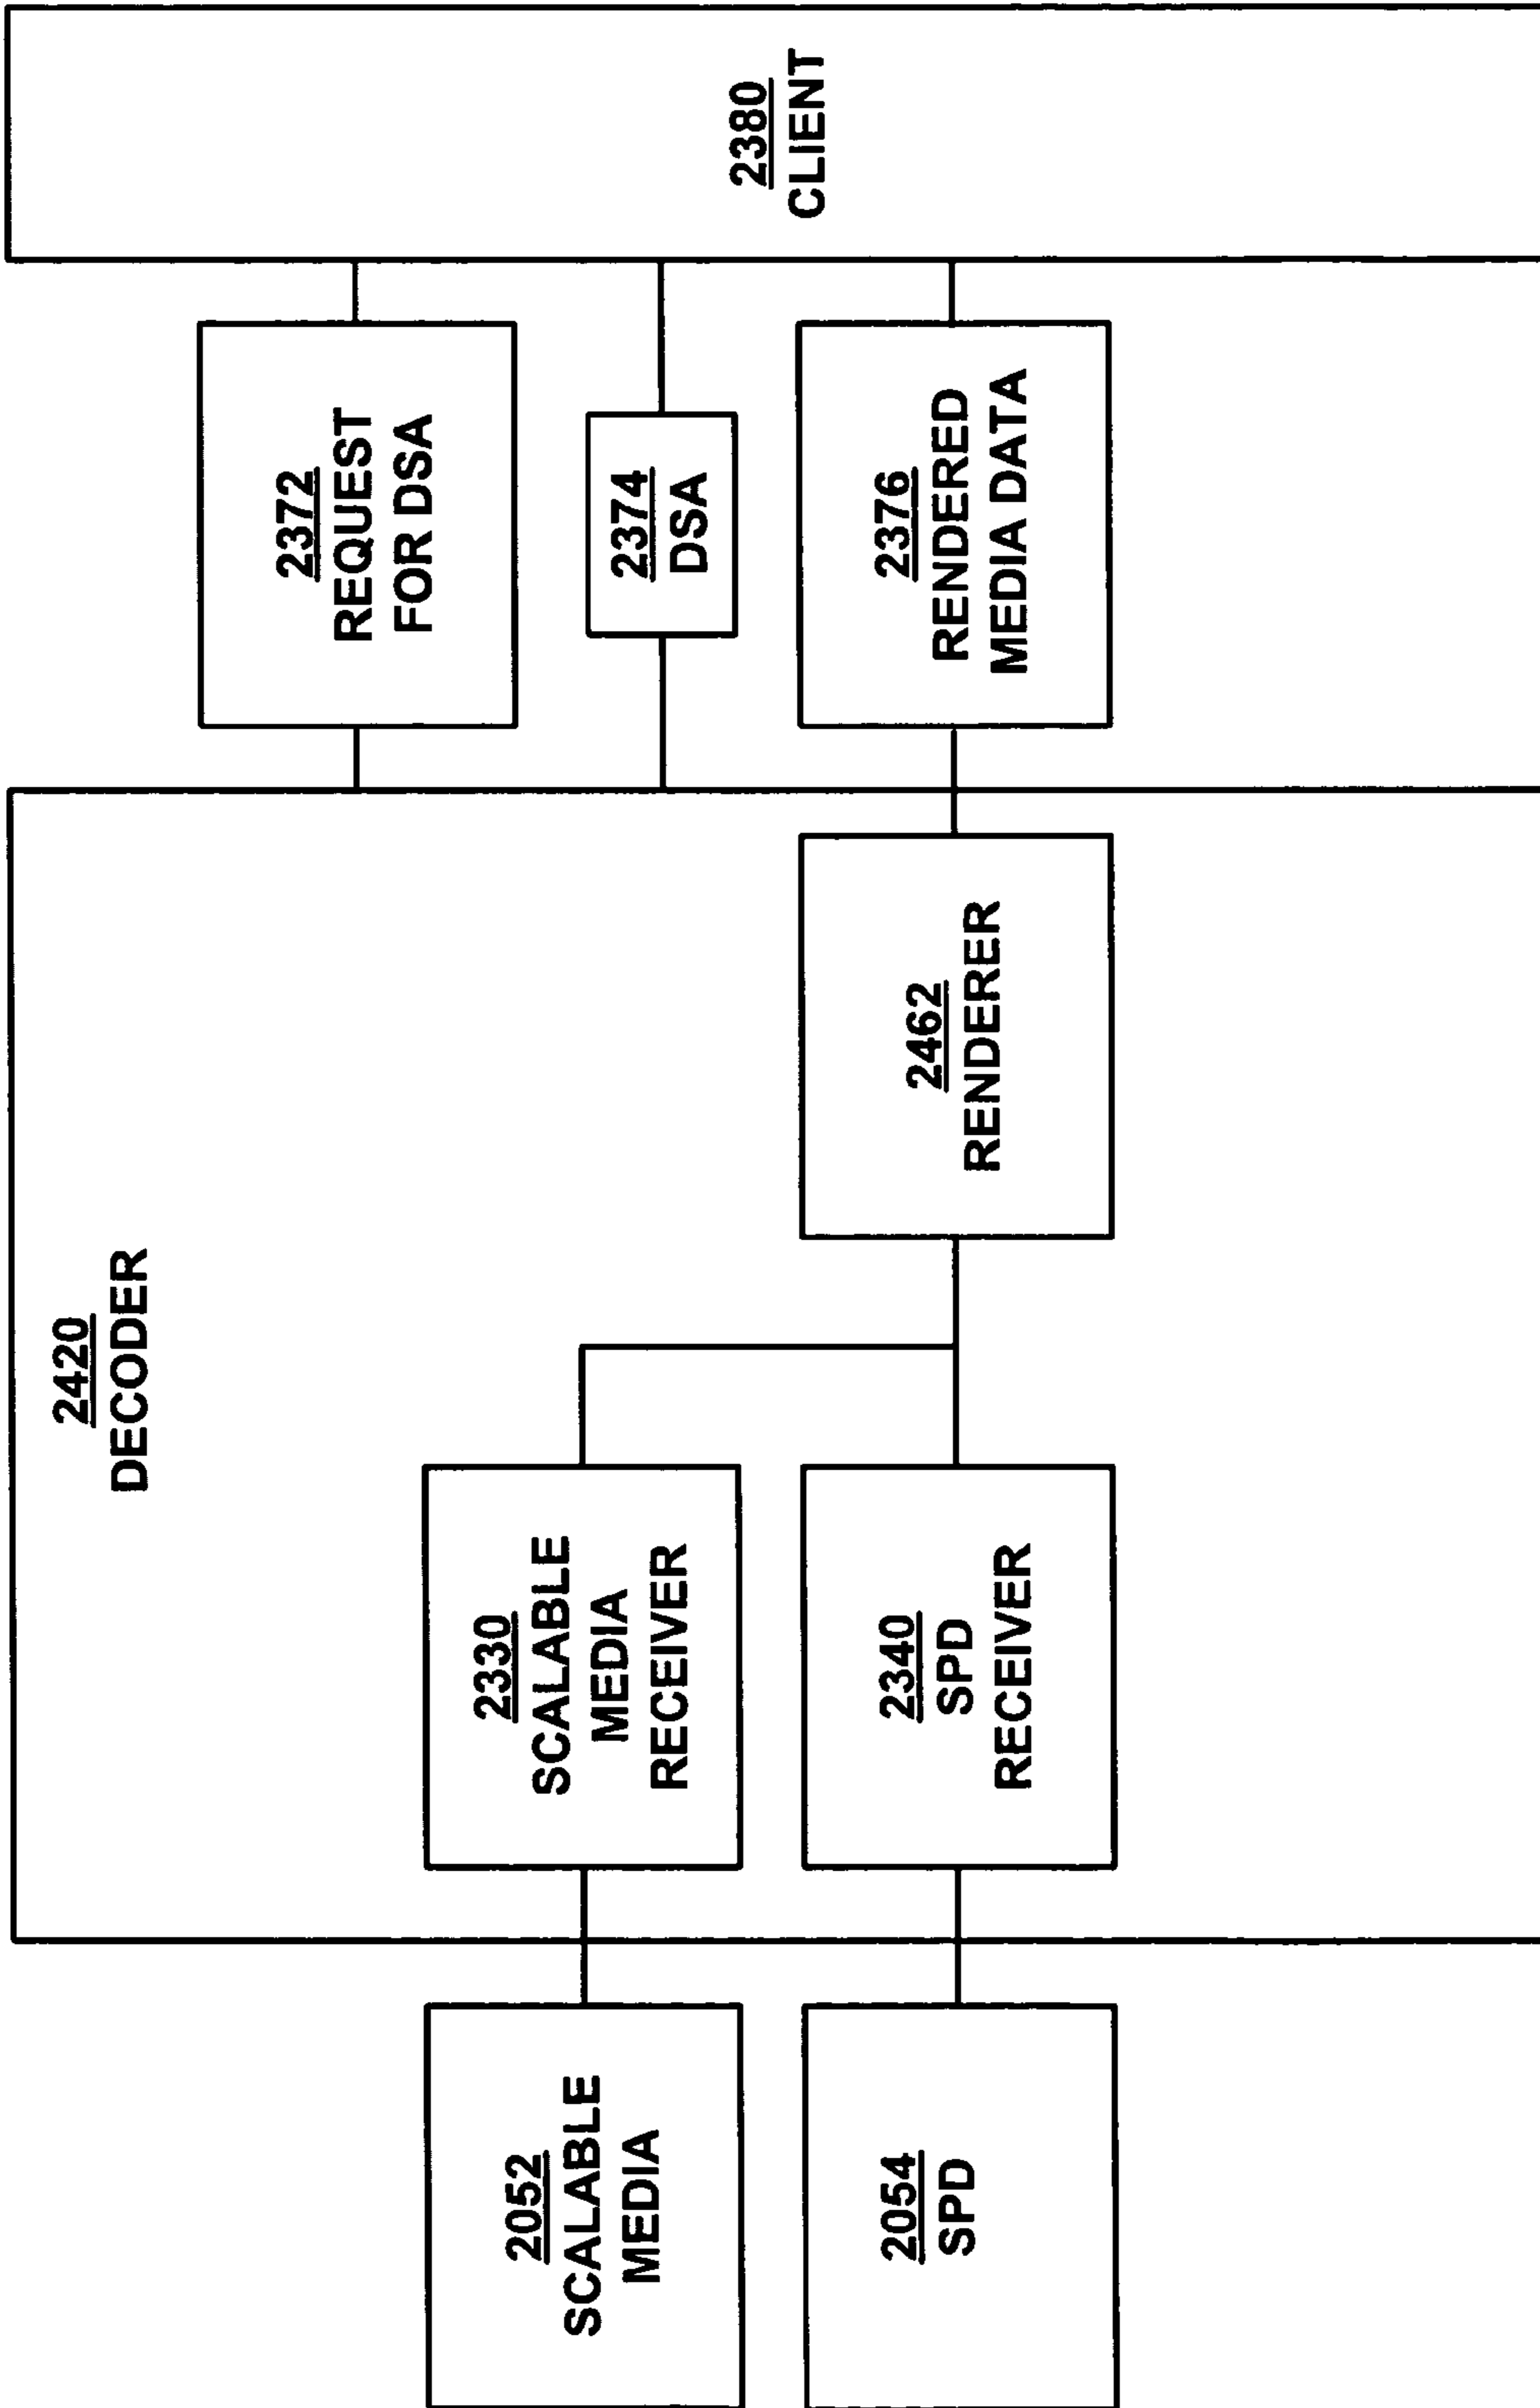 2420
DECODER
2052
SCALABLE
MEDIA
2054
SPD
2330
SCALABLE
MEDIA
RECEIVER
2340
SPD
RECEIVER
2462
RENDERER
2372
REQUEST
FOR DSA
2374
DSA
2376
RENDERED
MEDIA DATA
2380
CLIENT